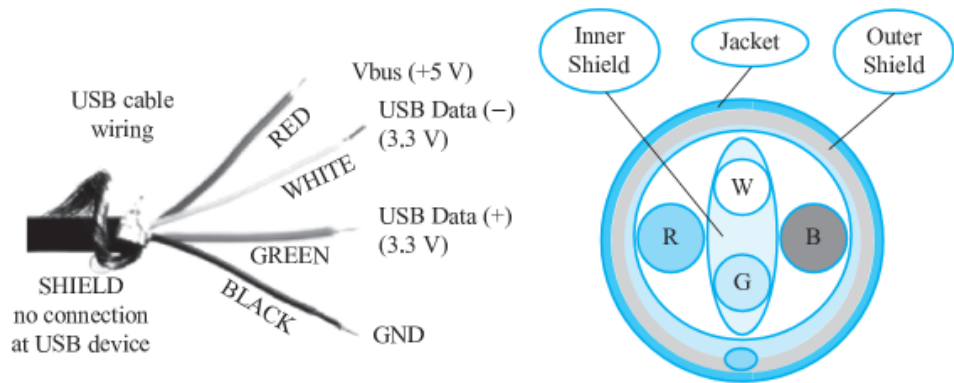 USB cable
wiring
RED
WHITE
GREEN
BLACK
Vbus (+5 V)
USB Data (−)
(3.3 V)
USB Data (+)
(3.3 V)
GND
SHIELD
no connection
at USB device
Inner
Shield
Jacket
Outer
Shield
W
R
B
G